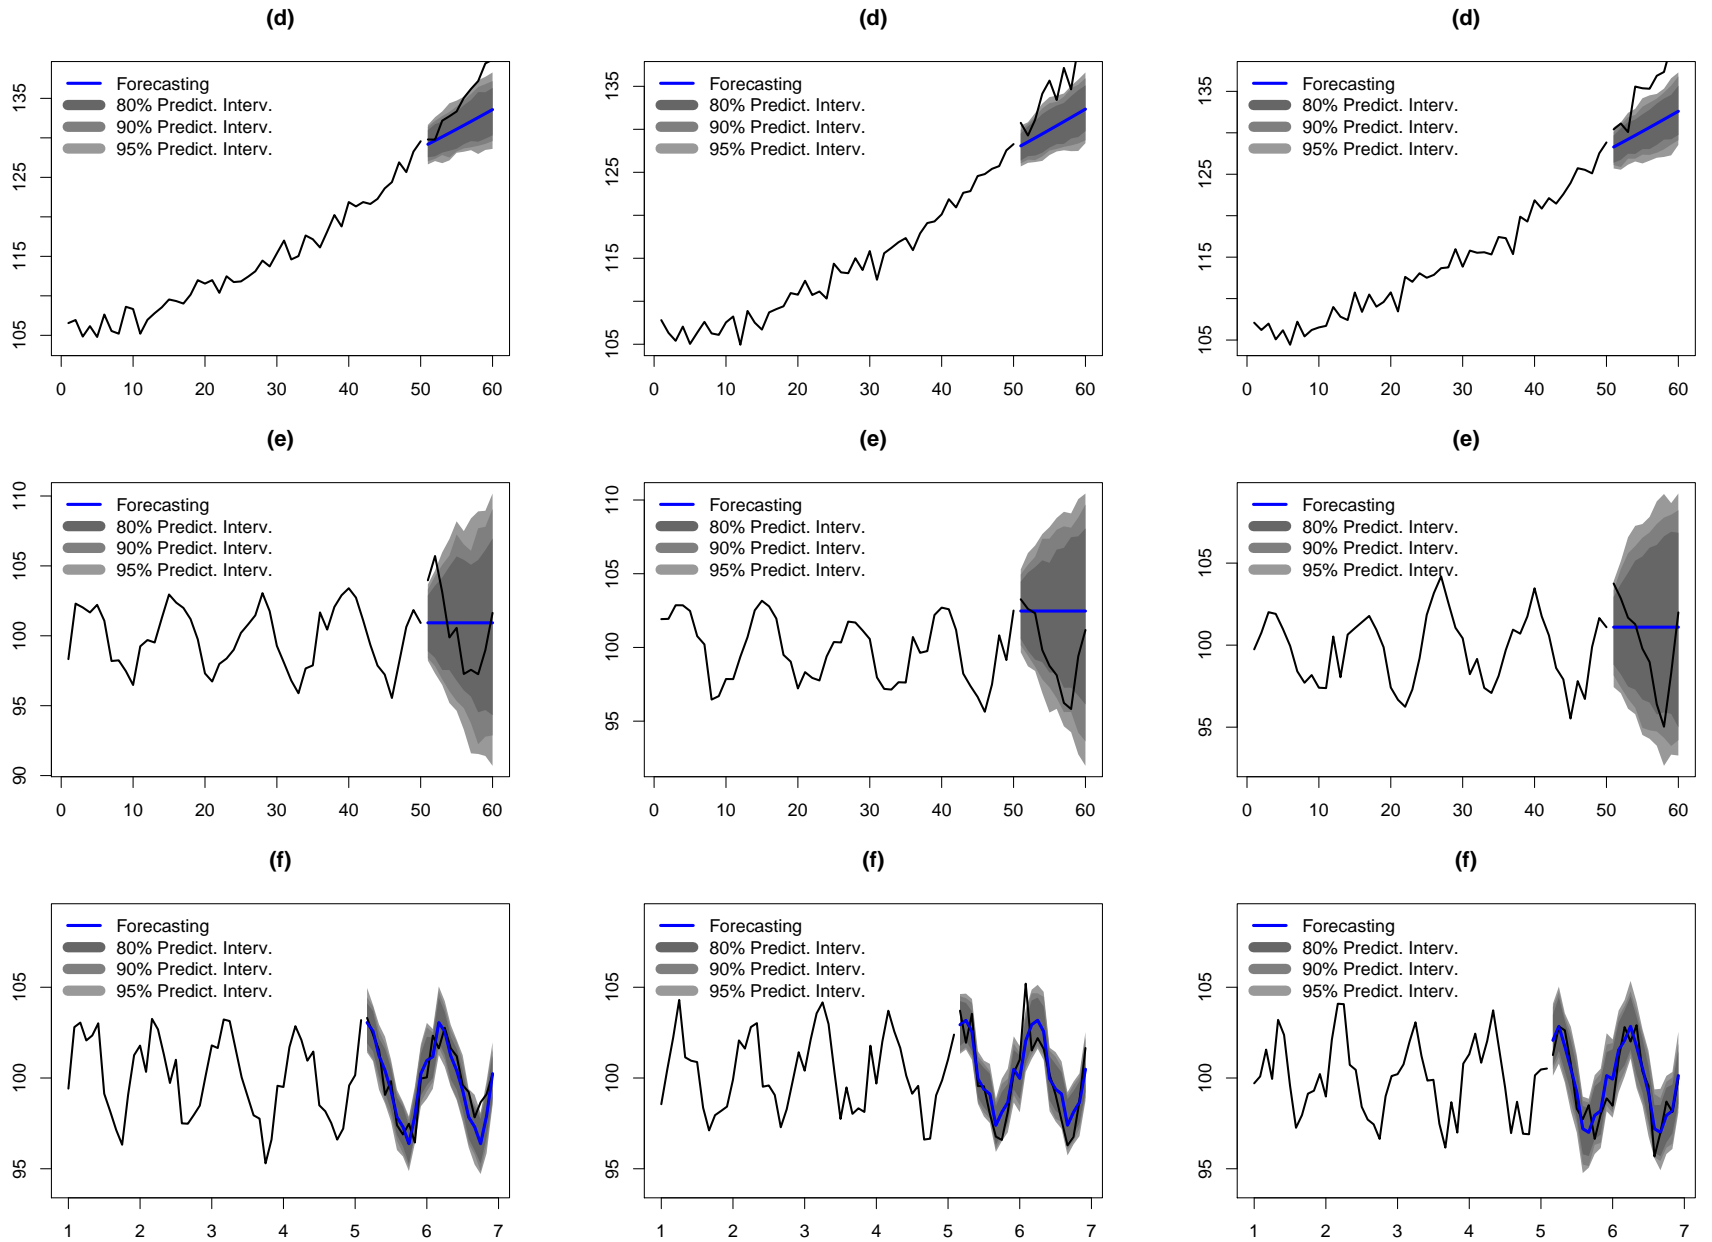 (d)
Forecasting
80% Predict. Interv.
90% Predict. Interv.
95% Predict. Interv.
135
125
115
105
0 10 20 30 40 50 60
(d)
Forecasting
80% Predict. Interv.
90% Predict. Interv.
95% Predict. Interv.
135
125
115
105
0 10 20 30 40 50 60
(d)
Forecasting
80% Predict. Interv.
90% Predict. Interv.
95% Predict. Interv.
135
125
115
105
0 10 20 30 40 50 60
(e)
Forecasting
80% Predict. Interv.
90% Predict. Interv.
95% Predict. Interv.
110
105
100
95
90
0 10 20 30 40 50 60
(e)
Forecasting
80% Predict. Interv.
90% Predict. Interv.
95% Predict. Interv.
110
105
100
95
0 10 20 30 40 50 60
(e)
Forecasting
80% Predict. Interv.
90% Predict. Interv.
95% Predict. Interv.
105
100
95
0 10 20 30 40 50 60
(f)
Forecasting
80% Predict. Interv.
90% Predict. Interv.
95% Predict. Interv.
105
100
95
1 2 3 4 5 6 7
(f)
Forecasting
80% Predict. Interv.
90% Predict. Interv.
95% Predict. Interv.
105
100
95
1 2 3 4 5 6 7
(f)
Forecasting
80% Predict. Interv.
90% Predict. Interv.
95% Predict. Interv.
105
100
95
1 2 3 4 5 6 7